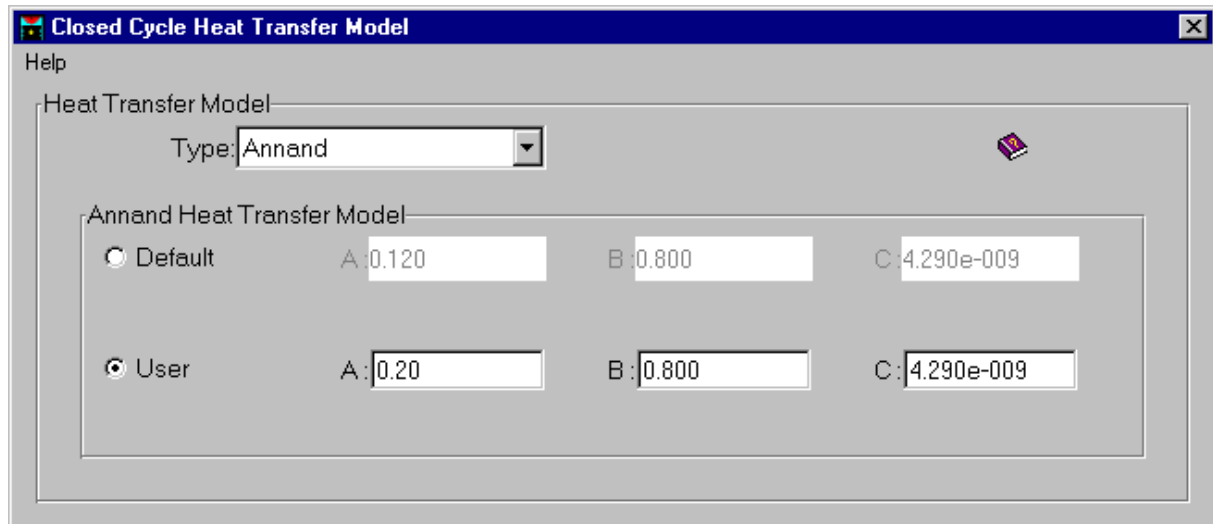 Closed Cycle Heat Transfer Model
Help
Heat Transfer Model
Type: Annand
Annand Heat Transfer Model
Default A : 0.120 B : 0.800 C : 4.290e-009
User A : 0.20 B : 0.800 C : 4.290e-009